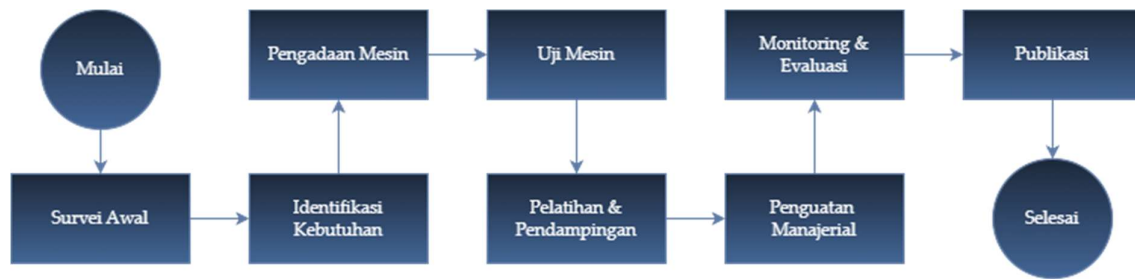 Mulai
Survei Awal
Identifikasi
Kebutuhan
Pengadaan Mesin
Uji Mesin
Pelatihan &
Pendampingan
Penguatan
Manajerial
Monitoring &
Evaluasi
Publikasi
Selesai